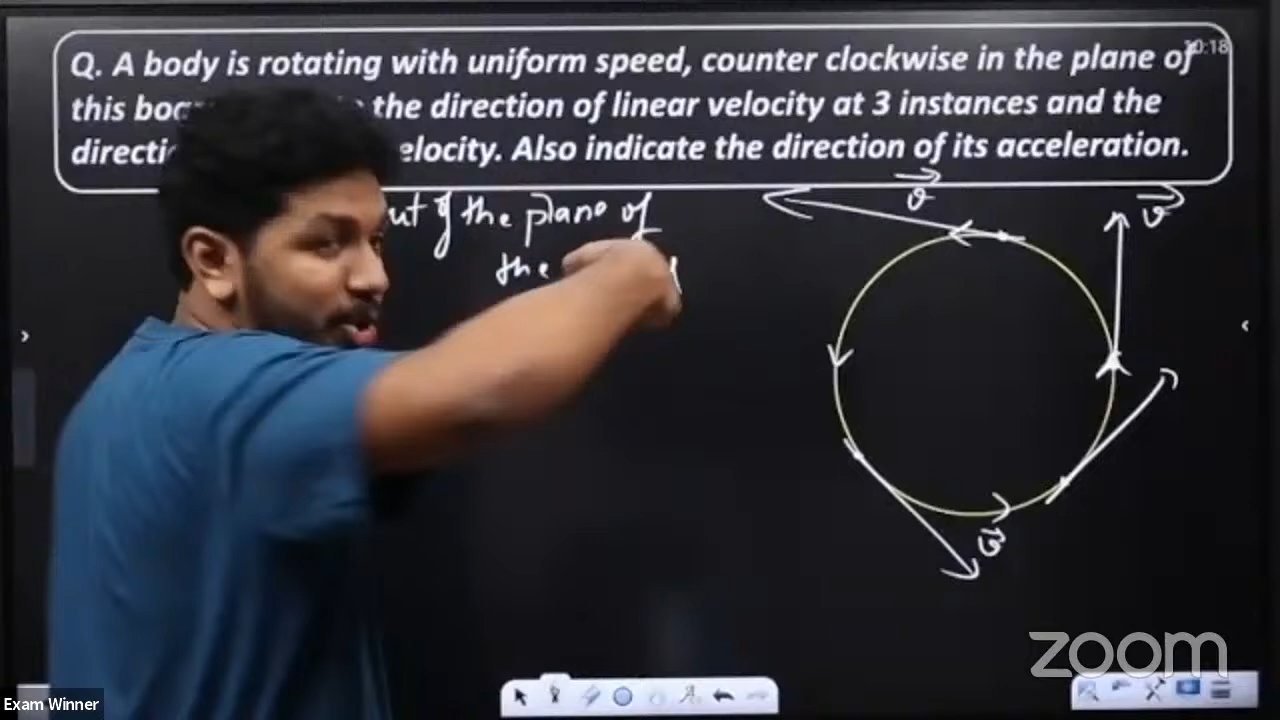 Q. A body is rotating with uniform speed, counter clockwise in the plane of
this the direction of linear velocity at 3 instances and the
elocity. Also indicate the direction of its acceleration.
10:18
ut of the plane of
the
v
v
v
zoom
Exam Winner